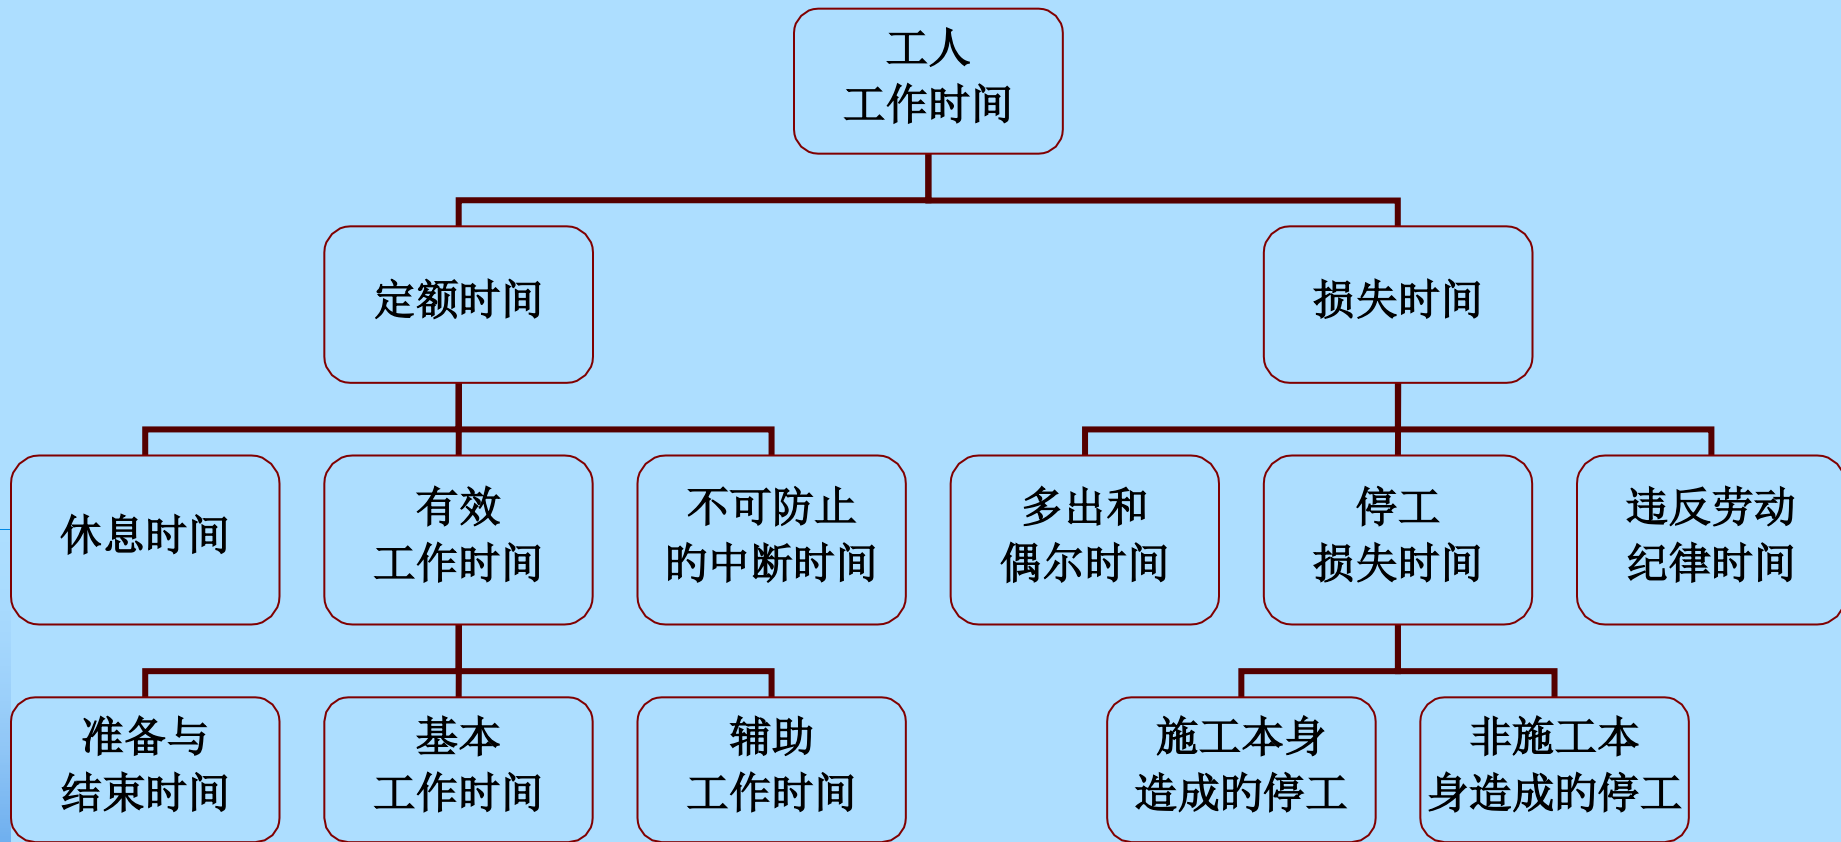 工人
工作时间
定额时间
损失时间
休息时间
有效
工作时间
不可防止
旳中断时间
多出和
偶尔时间
停工
损失时间
违反劳动
纪律时间
准备与
结束时间
基本
工作时间
辅助
工作时间
施工本身
造成旳停工
非施工本
身造成旳停工